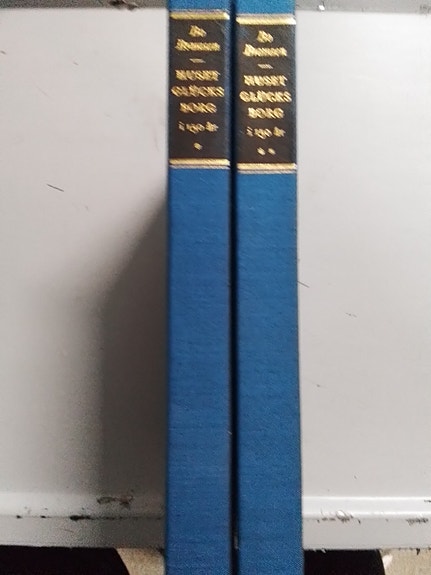 Bo
Bramsen
HUSET
GLÜCKS
BORG
i 150 år
*
Bo
Bramsen
HUSET
GLÜCKS
BORG
i 150 år
* *